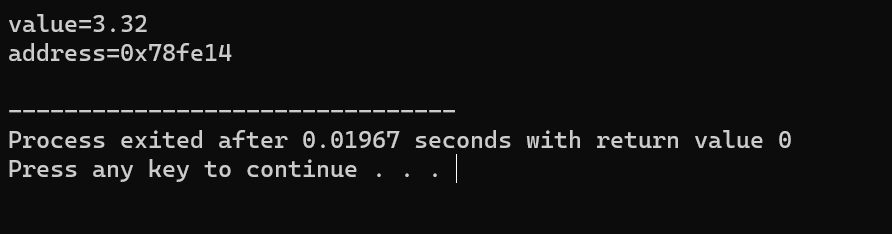 value=3.32
address=0x78fe14
--------------------------------
Process exited after 0.01967 seconds with return value 0
Press any key to continue . . .